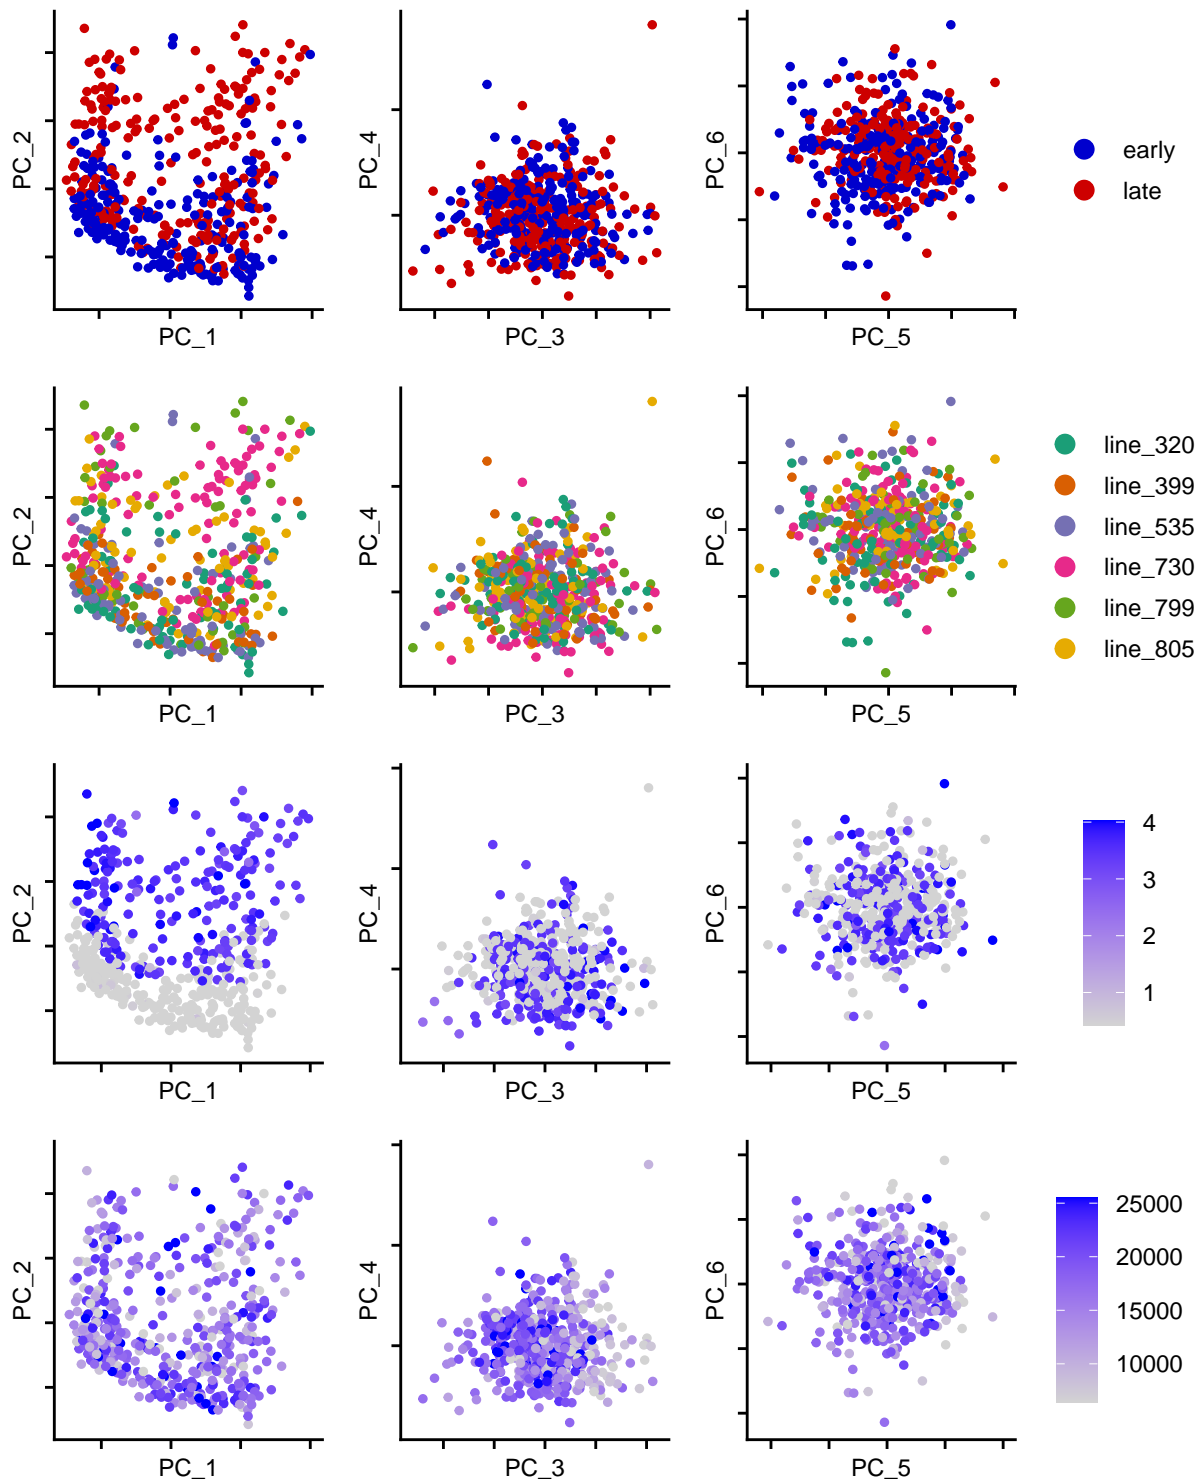 PC_2
PC_1
PC_4
PC_3
PC_6
PC_5
early
late
PC_2
PC_1
PC_4
PC_3
PC_6
PC_5
line_320
line_399
line_535
line_730
line_799
line_805
PC_2
PC_1
PC_4
PC_3
PC_6
PC_5
4
3
2
1
PC_2
PC_1
PC_4
PC_3
PC_6
PC_5
25000
20000
15000
10000